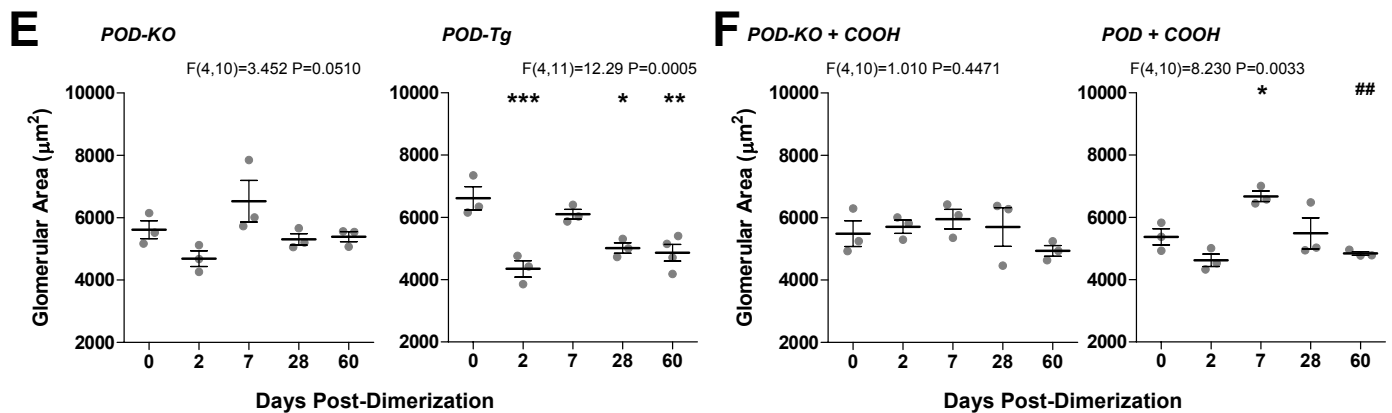 E
POD-KO
F(4,10)=3.452 P=0.0510
Glomerular Area (μm²)
10000
8000
6000
4000
2000
0 2 7 28 60
POD-Tg
F(4,11)=12.29 P=0.0005
*** * **
10000
8000
6000
4000
2000
0 2 7 28 60
Days Post-Dimerization
F
POD-KO + COOH
F(4,10)=1.010 P=0.4471
Glomerular Area (μm²)
10000
8000
6000
4000
2000
0 2 7 28 60
POD + COOH
F(4,10)=8.230 P=0.0033
* ##
10000
8000
6000
4000
2000
0 2 7 28 60
Days Post-Dimerization